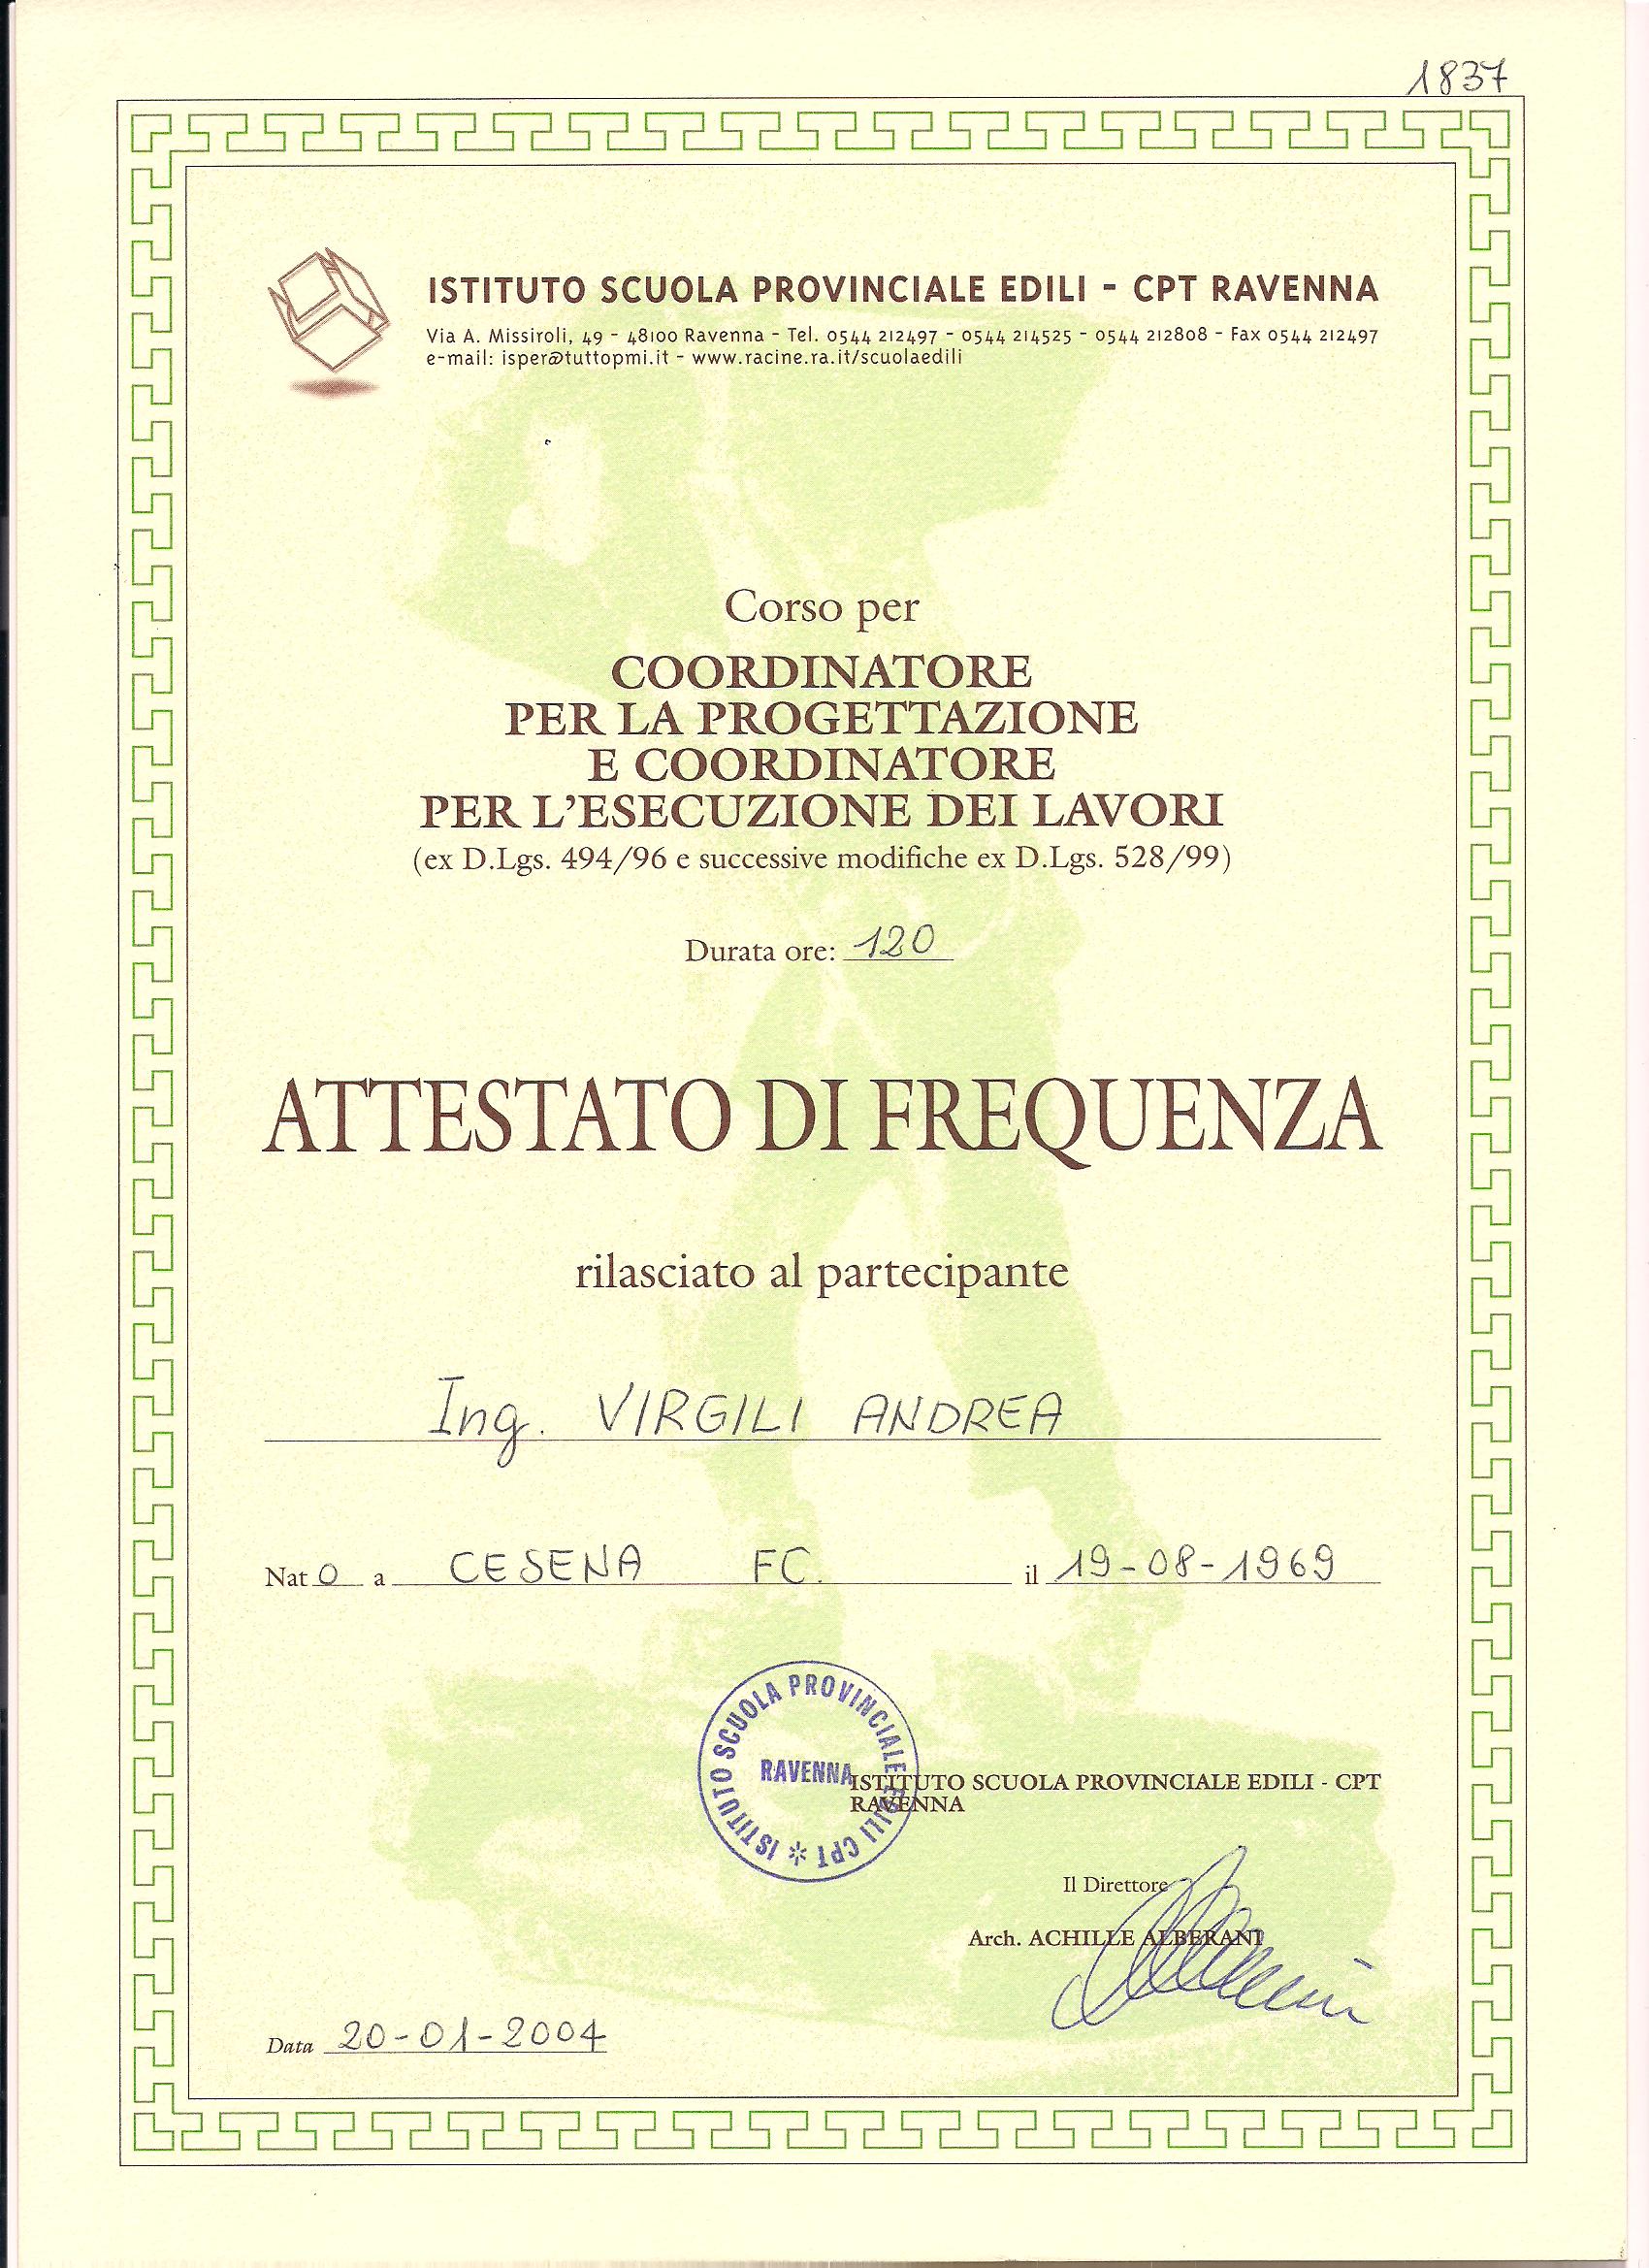 1837
ISTITUTO SCUOLA PROVINCIALE EDILI - CPT RAVENNA
Via A. Missiroli, 49 - 48100 Ravenna - Tel. 0544 212497 - 0544 214525 - 0544 212808 - Fax 0544 212497
e-mail: isper@tuttopmi.it - www.racine.ra.it/scuolaedili
Corso per
COORDINATORE
PER LA PROGETTAZIONE
E COORDINATORE
PER L'ESECUZIONE DEI LAVORI
(ex D.Lgs. 494/96 e successive modifiche ex D.Lgs. 528/99)
Durata ore: 120
ATTESTATO DI FREQUENZA
rilasciato al partecipante
Ing. VIRGILI ANDREA
Nato a CESENA FC. il 19-08-1969
ISTITUTO SCUOLA PROVINCIALE EDILI CPT *
RAVENNA
ISTITUTO SCUOLA PROVINCIALE EDILI - CPT
RAVENNA
Il Direttore
Arch. ACHILLE ALBERANI
Data 20-01-2004